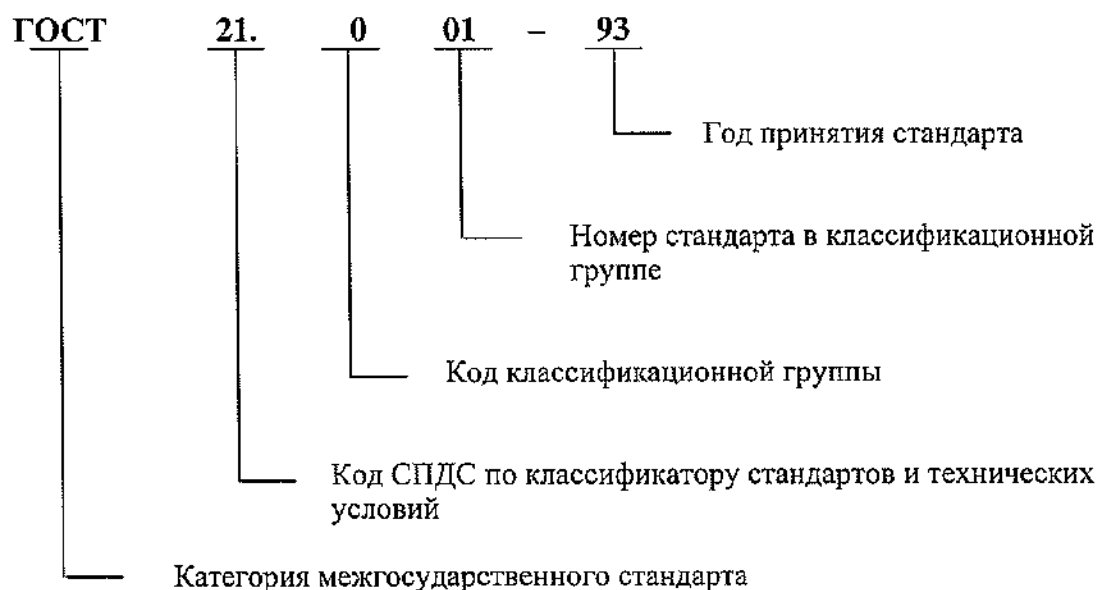 ГОСТ 21. 0 01 – 93
Год принятия стандарта
Номер стандарта в классификационной
группе
Код классификационной группы
Код СПДС по классификатору стандартов и технических
условий
Категория межгосударственного стандарта